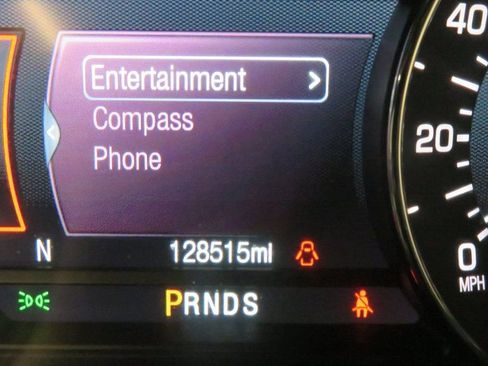 Entertainment >
Compass
Phone
N 128515mi
PRNDS
40
20
0
MPH